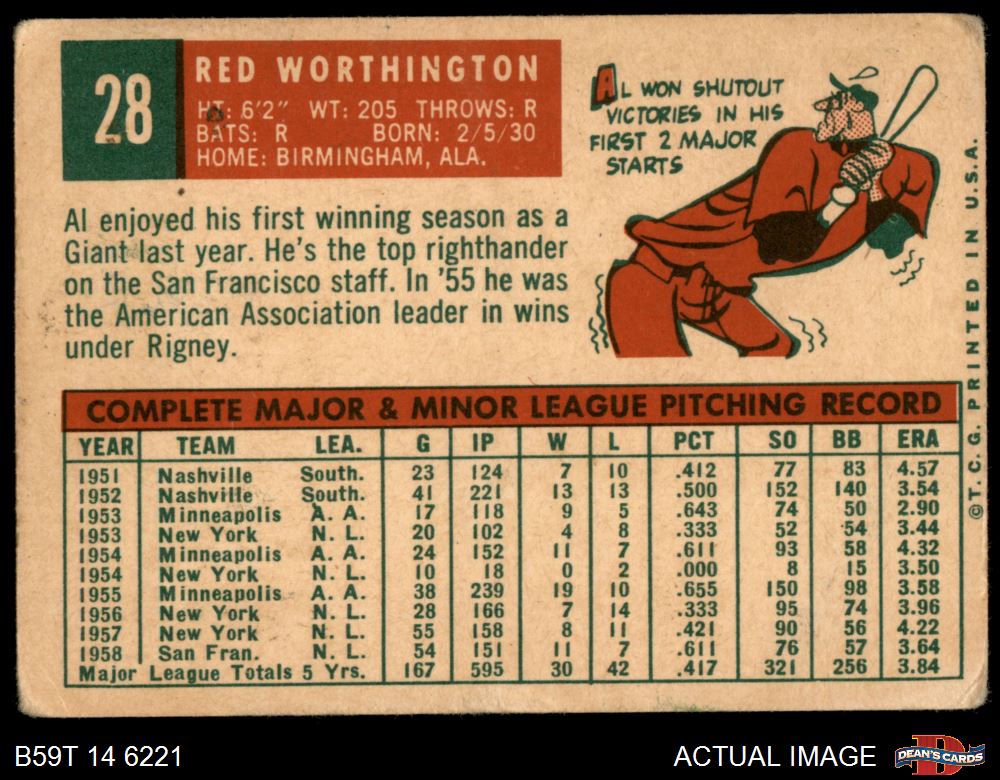 28
RED WORTHINGTON
HT: 6'2" WT: 205 THROWS: R
BATS: R BORN: 2/5/30
HOME: BIRMINGHAM, ALA.
AL WON SHUTOUT
VICTORIES IN HIS
FIRST 2 MAJOR
STARTS
Al enjoyed his first winning season as a
Giant last year. He's the top righthander
on the San Francisco staff. In '55 he was
the American Association leader in wins
under Rigney.
COMPLETE MAJOR & MINOR LEAGUE PITCHING RECORD
YEAR TEAM LEA. G IP W L PCT SO BB ERA
1951 Nashville South. 23 124 7 10 .412 77 83 4.57
1952 Nashville South. 41 221 13 13 .500 152 140 3.54
1953 Minneapolis A. A. 17 118 9 5 .643 74 50 2.90
1953 New York N. L. 20 102 4 8 .333 52 54 3.44
1954 Minneapolis A. A. 24 152 11 7 .611 93 58 4.32
1954 New York N. L. 10 18 0 2 .000 8 15 3.50
1955 Minneapolis A. A. 38 239 19 10 .655 150 98 3.58
1956 New York N. L. 28 166 7 14 .333 95 74 3.96
1957 New York N. L. 55 158 8 11 .421 90 56 4.22
1958 San Fran. N. L. 54 151 11 7 .611 76 57 3.64
Major League Totals 5 Yrs. 167 595 30 42 .417 321 256 3.84
©T. C. G. PRINTED IN U.S.A.
B59T 14 6221
ACTUAL IMAGE
D
DEAN'S CARDS